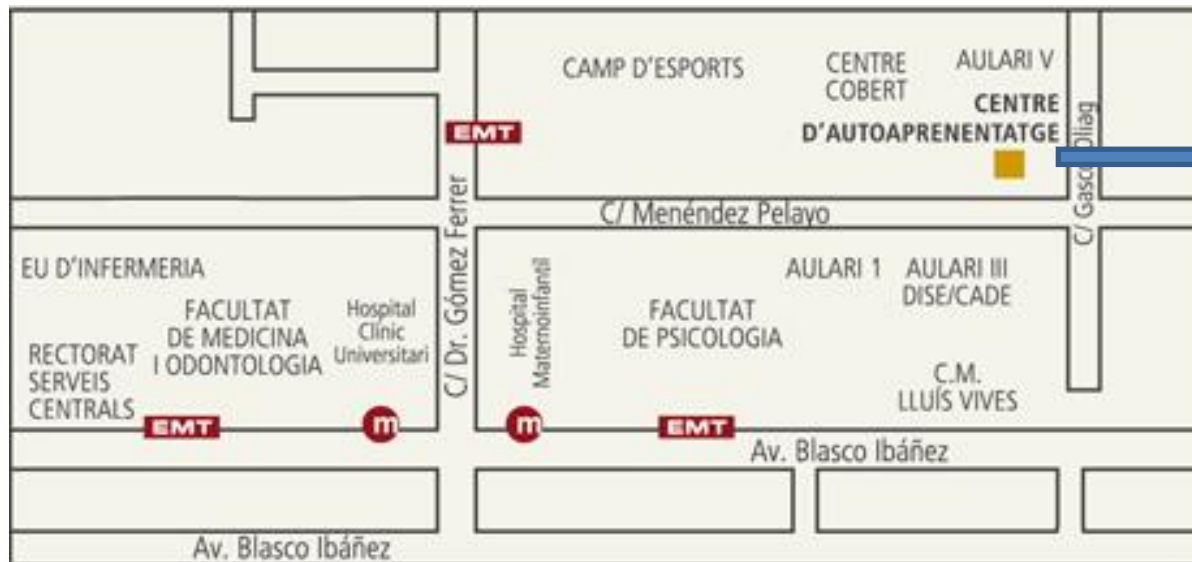 CAMP D'ESPORTS
CENTRE
COBERT
AULARI V
CENTRE
D'AUTOAPRENENTATGE
EMT
C/ Gasco Oliag
C/ Menéndez Pelayo
C/ Dr. Gómez Ferrer
EU D'INFERMERIA
FACULTAT
DE MEDICINA
I ODONTOLOGIA
Hospital
Clínic
Universitari
Hospital
Maternoinfantil
FACULTAT
DE PSICOLOGIA
AULARI 1
AULARI III
DISE/CADE
RECTORAT
SERVEIS
CENTRALS
C.M.
LLUÍS VIVES
EMT
m
m
EMT
Av. Blasco Ibáñez
Av. Blasco Ibáñez